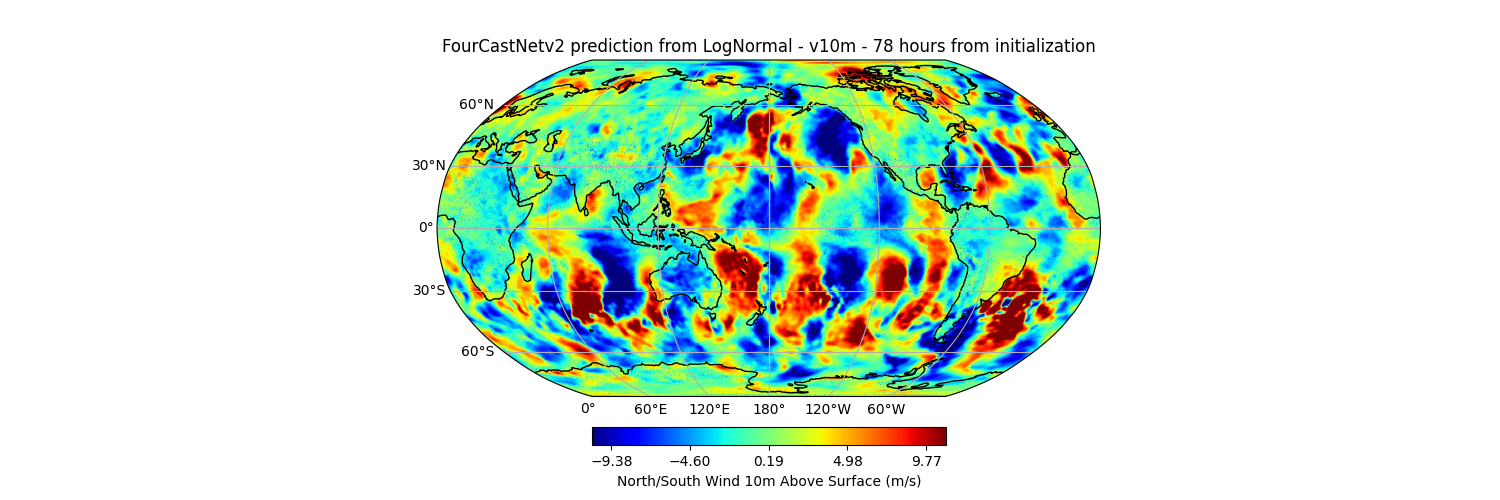 FourCastNetv2 prediction from LogNormal - v10m - 78 hours from initialization
60°N
30°N
0°
30°S
60°S
0° 60°E 120°E 180° 120°W 60°W
−9.38 −4.60 0.19 4.98 9.77
North/South Wind 10m Above Surface (m/s)